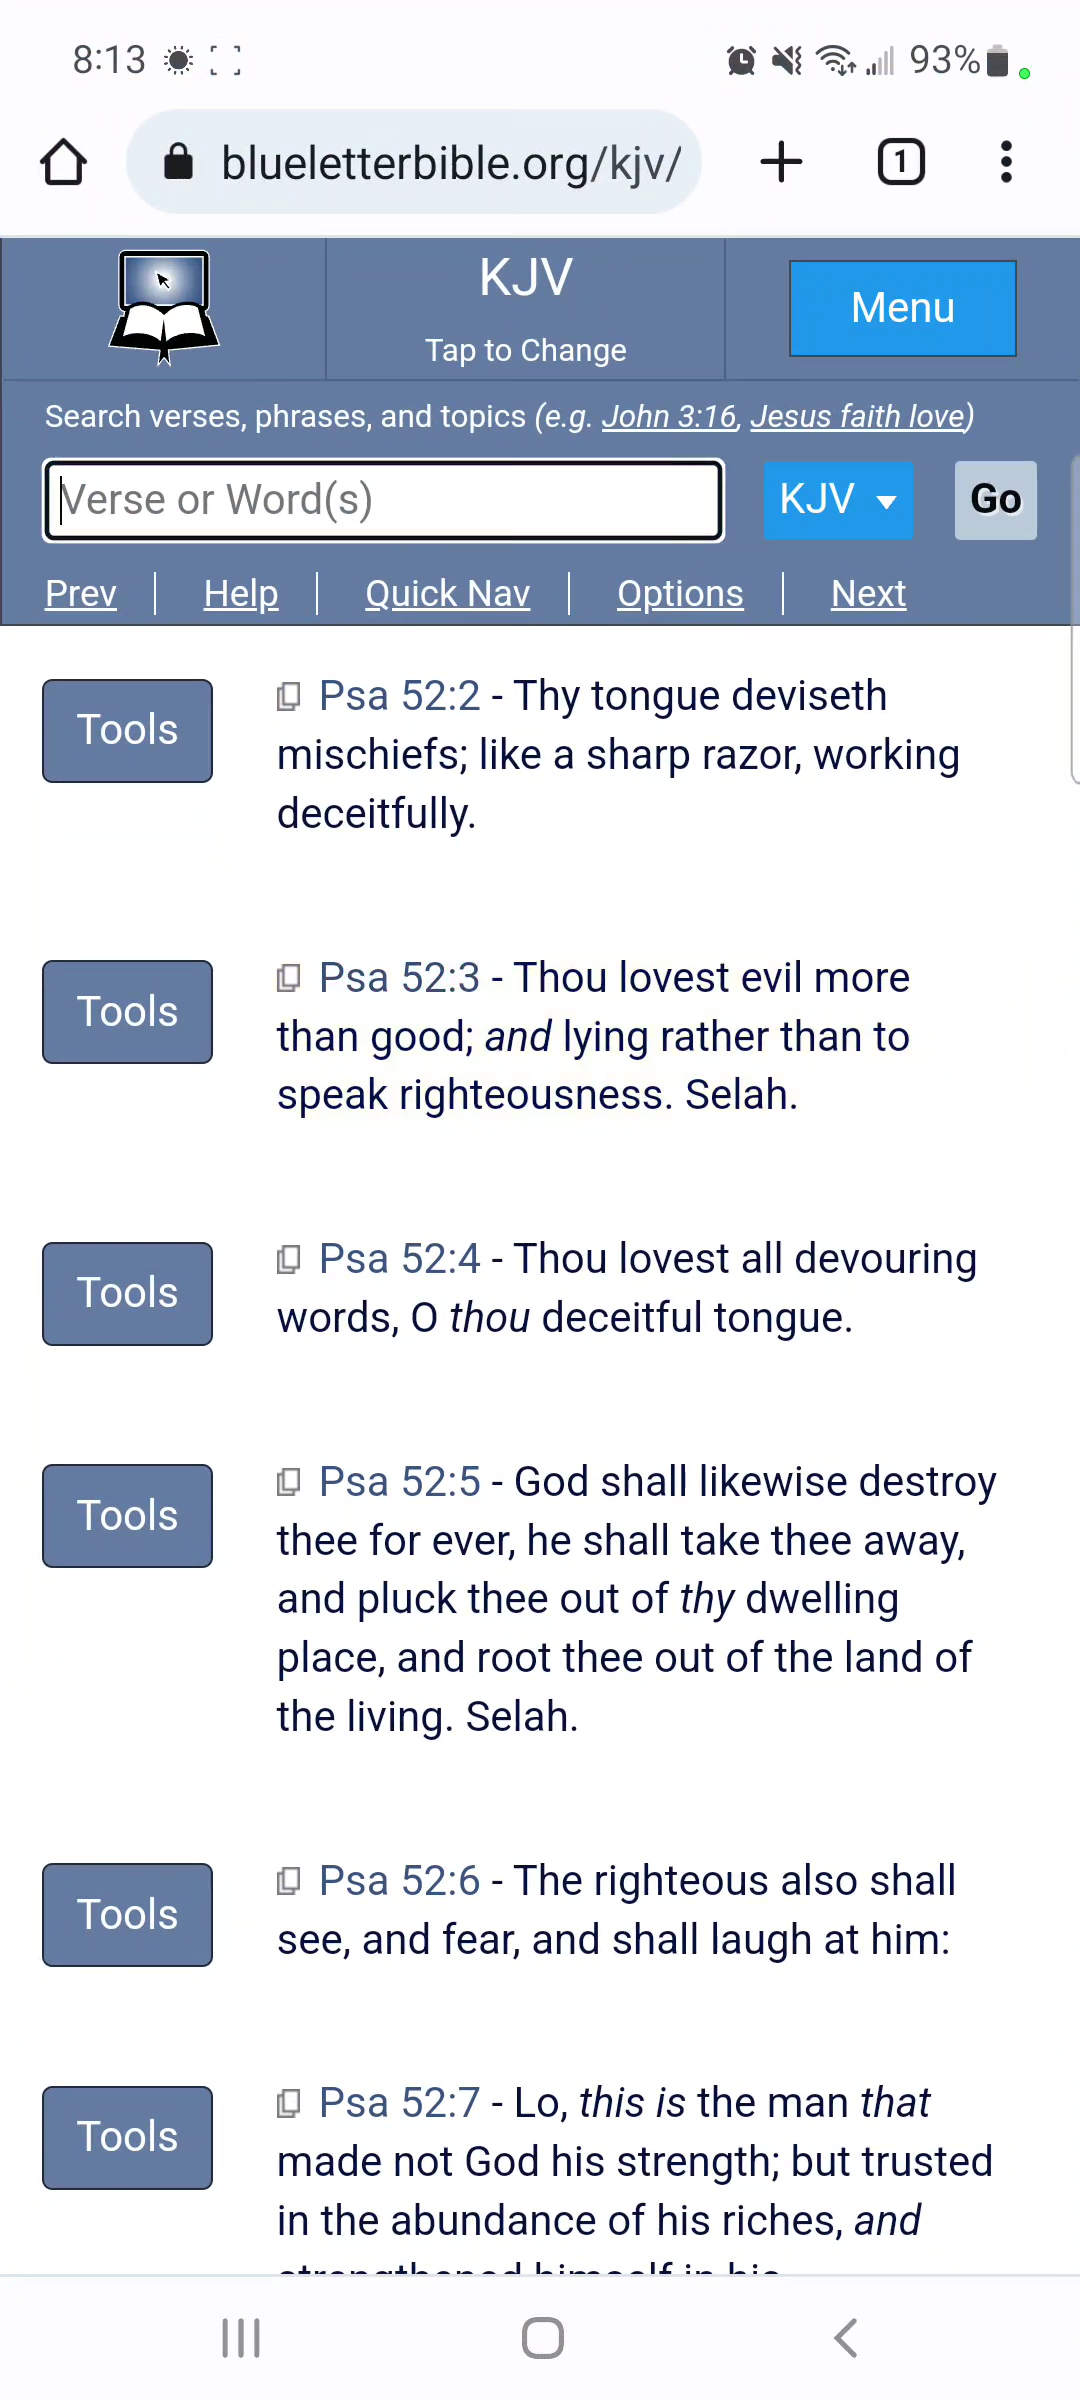 8:13 93%
blueletterbible.org/kjv/ 1
KJV
Tap to Change
Menu
Search verses, phrases, and topics (e.g. John 3:16, Jesus faith love)
Verse or Word(s) KJV Go
Prev Help Quick Nav Options Next
Tools
Psa 52:2 - Thy tongue deviseth
mischiefs; like a sharp razor, working
deceitfully.
Tools
Psa 52:3 - Thou lovest evil more
than good; and lying rather than to
speak righteousness. Selah.
Tools
Psa 52:4 - Thou lovest all devouring
words, O thou deceitful tongue.
Tools
Psa 52:5 - God shall likewise destroy
thee for ever, he shall take thee away,
and pluck thee out of thy dwelling
place, and root thee out of the land of
the living. Selah.
Tools
Psa 52:6 - The righteous also shall
see, and fear, and shall laugh at him:
Tools
Psa 52:7 - Lo, this is the man that
made not God his strength; but trusted
in the abundance of his riches, and
strengthened himself in his